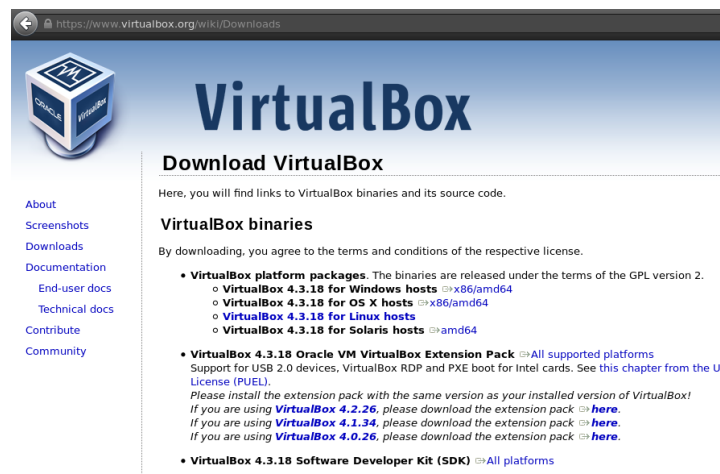 https://www.virtualbox.org/wiki/Downloads
VM
ORACLE
VirtualBox
VirtualBox
Download VirtualBox
Here, you will find links to VirtualBox binaries and its source code.
About
Screenshots
Downloads
Documentation
End-user docs
Technical docs
Contribute
Community
VirtualBox binaries
By downloading, you agree to the terms and conditions of the respective license.
• VirtualBox platform packages. The binaries are released under the terms of the GPL version 2.
VirtualBox 4.3.18 for Windows hosts x86/amd64
VirtualBox 4.3.18 for OS X hosts x86/amd64
VirtualBox 4.3.18 for Linux hosts
VirtualBox 4.3.18 for Solaris hosts amd64
• VirtualBox 4.3.18 Oracle VM VirtualBox Extension Pack All supported platforms
Support for USB 2.0 devices, VirtualBox RDP and PXE boot for Intel cards. See this chapter from the U
License (PUEL).
Please install the extension pack with the same version as your installed version of VirtualBox!
If you are using VirtualBox 4.2.26, please download the extension pack here.
If you are using VirtualBox 4.1.34, please download the extension pack here.
If you are using VirtualBox 4.0.26, please download the extension pack here.
• VirtualBox 4.3.18 Software Developer Kit (SDK) All platforms